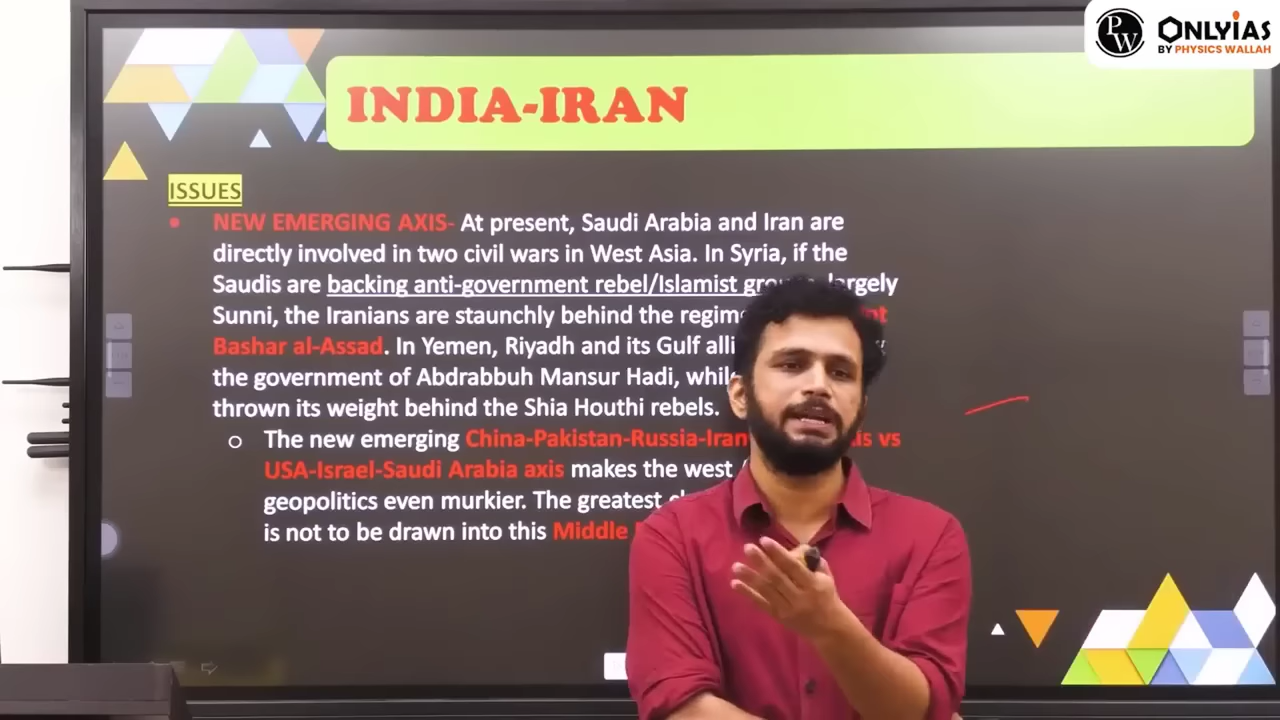 PW ONLYIAS
BY PHYSICS WALLAH
INDIA-IRAN
ISSUES
• NEW EMERGING AXIS- At present, Saudi Arabia and Iran are
directly involved in two civil wars in West Asia. In Syria, if the
Saudis are backing anti-government rebel/Islamist largely
Sunni, the Iranians are staunchly behind the
Bashar al-Assad. In Yemen, Riyadh and its Gulf
the government of Abdrabbuh Mansur Hadi,
thrown its weight behind the Shia Houthi rebels.
o The new emerging China-Pakistan-Russia-Iran vs
USA-Israel-Saudi Arabia axis makes the west
geopolitics even murkier. The greatest
is not to be drawn into this Middle